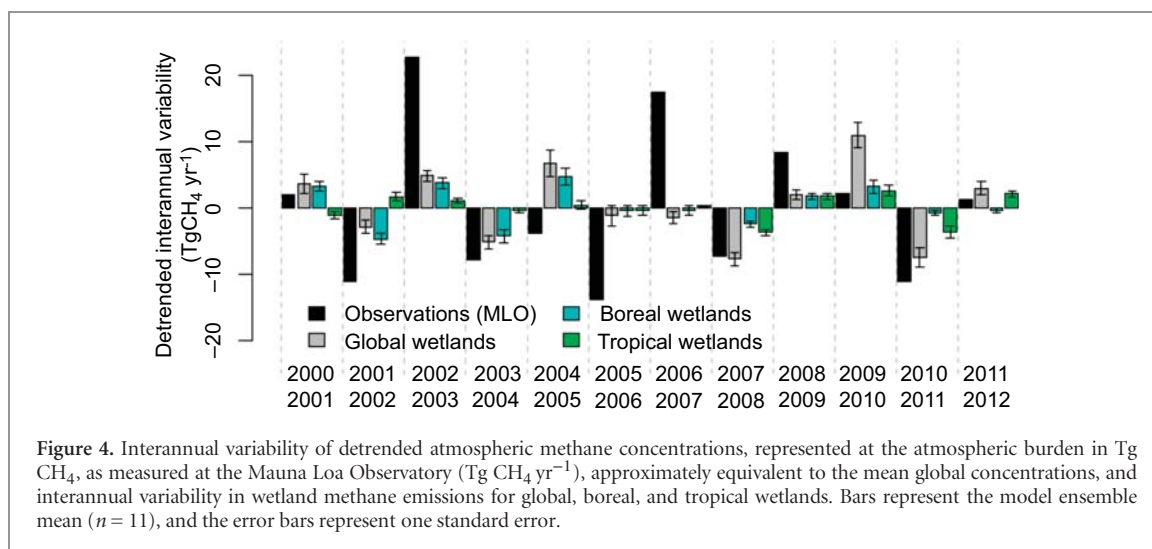 Detrended interannual variability
(TgCH₄ yr⁻¹)
20
10
0
−10
−20
Observations (MLO)
Boreal wetlands
Global wetlands
Tropical wetlands
2000 2001 2002 2003 2004 2005 2006 2007 2008 2009 2010 2011
2001 2002 2003 2004 2005 2006 2007 2008 2009 2010 2011 2012
Figure 4. Interannual variability of detrended atmospheric methane concentrations, represented at the atmospheric burden in Tg
CH₄, as measured at the Mauna Loa Observatory (Tg CH₄ yr⁻¹), approximately equivalent to the mean global concentrations, and
interannual variability in wetland methane emissions for global, boreal, and tropical wetlands. Bars represent the model ensemble
mean (n = 11), and the error bars represent one standard error.